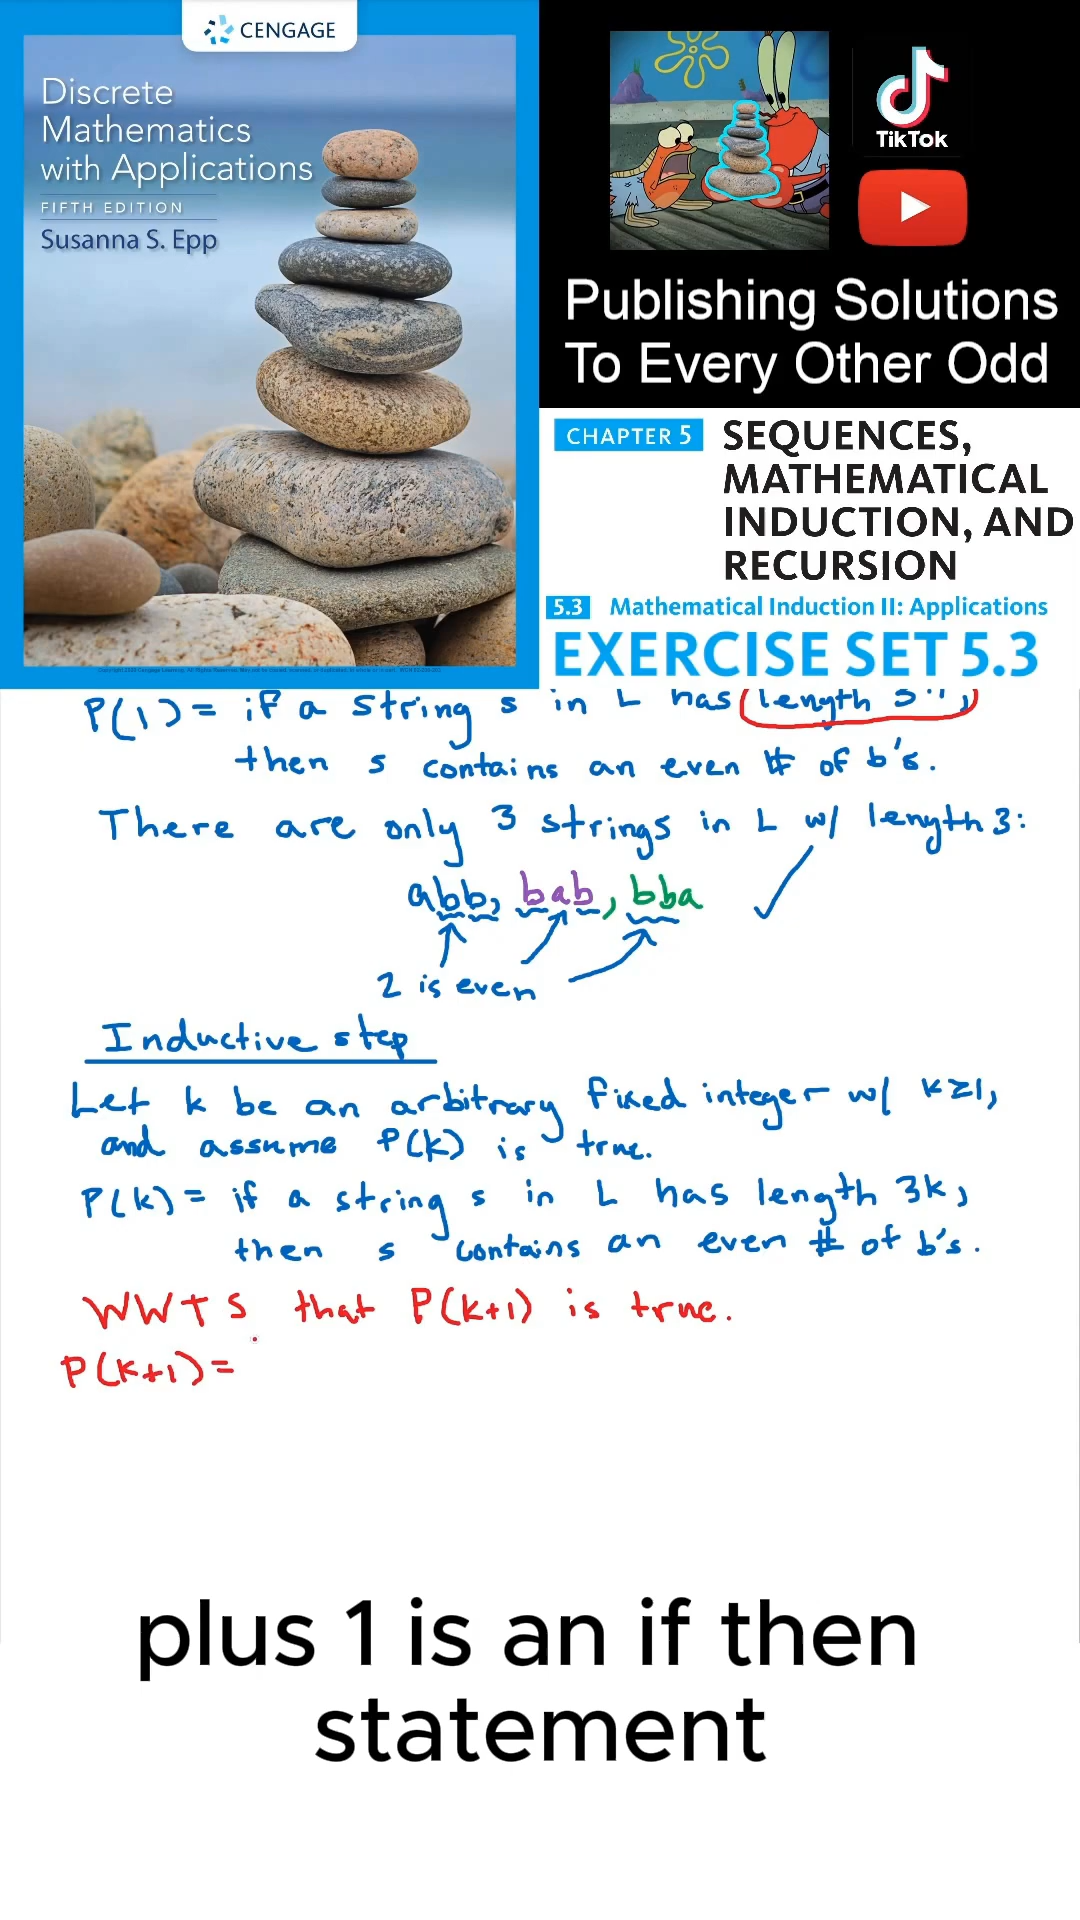 CENGAGE
Discrete
Mathematics
with Applications
FIFTH EDITION
Susanna S. Epp
TikTok
Publishing Solutions
To Every Other Odd
CHAPTER 5
SEQUENCES,
MATHEMATICAL
INDUCTION, AND
RECURSION
5.3 Mathematical Induction II: Applications
EXERCISE SET 5.3
P(1) = if a string s in L has length 3·1,
then s contains an even # of b's.
There are only 3 strings in L w/ length 3:
abb, bab, bba
2 is even
Inductive step
Let k be an arbitrary fixed integer w/ k≥1,
and assume P(k) is true.
P(k) = if a string s in L has length 3k,
then s contains an even # of b's.
WWTS that P(k+1) is true.
P(k+1) =
plus 1 is an if then
statement